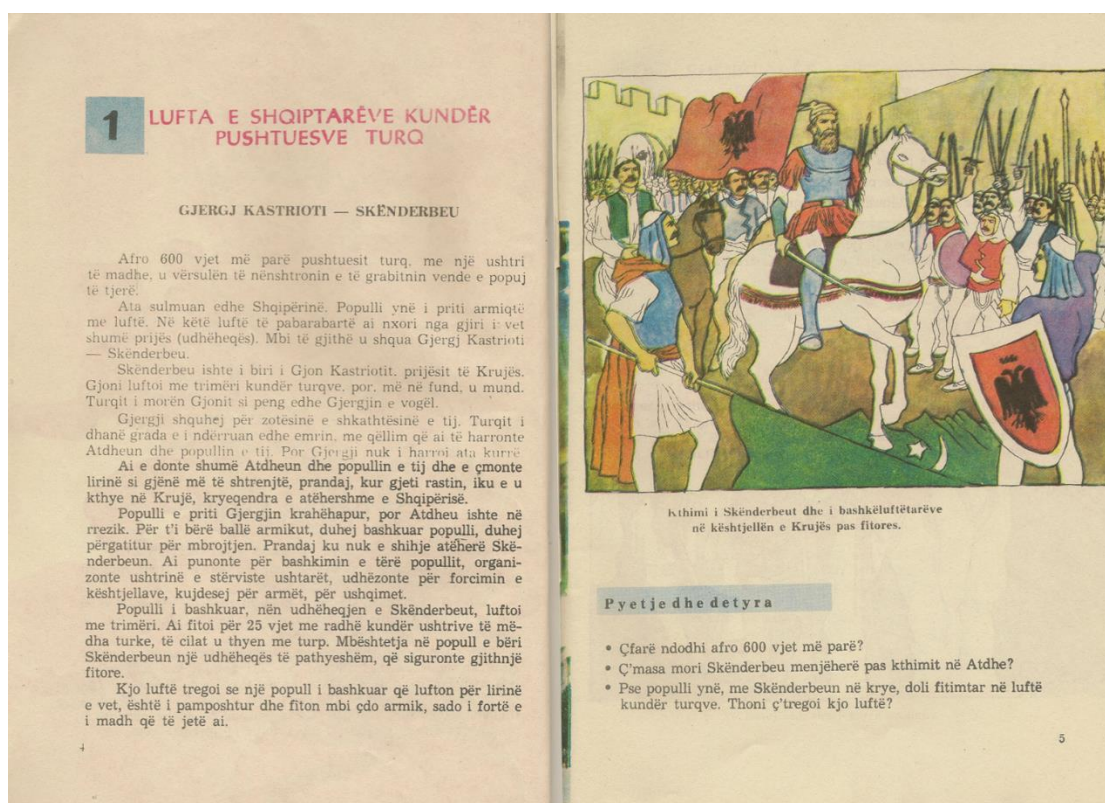 1
LUFTA E SHQIPTARËVE KUNDËR
PUSHTUESVE TURQ
GJERGJ KASTRIOTI — SKËNDERBEU
Afro 600 vjet më parë pushtuesit turq, me një ushtri
të madhe, u vërsulën të nënshtronin e të grabitnin vende e popuj
të tjerë.
Ata sulmuan edhe Shqipërinë. Populli ynë i priti armiqtë
me luftë. Në këtë luftë të pabarabartë ai nxori nga gjiri i vet
shumë prijës (udhëheqës). Mbi të gjithë u shqua Gjergj Kastrioti
— Skënderbeu.
Skënderbeu ishte i biri i Gjon Kastriotit, prijësit të Krujës.
Gjoni luftoi me trimëri kundër turqve, por, më në fund, u mund.
Turqit i morën Gjonit si peng edhe Gjergjin e vogël.
Gjergji shquhej për zotësinë e shkathtësinë e tij. Turqit i
dhanë grada e i ndërruan edhe emrin, me qëllim që ai të harronte
Atdheun dhe popullin e tij. Por Gjergji nuk i harroi ata kurrë
Ai e donte shumë Atdheun dhe popullin e tij dhe e çmonte
lirinë si gjënë më të shtrenjtë, prandaj, kur gjeti rastin, iku e u
kthye në Krujë, kryeqendra e atëhershme e Shqipërisë.
Populli e priti Gjergjin krahëhapur, por Atdheu ishte në
rrezik. Për t'i bërë ballë armikut, duhej bashkuar populli, duhej
përgatitur për mbrojtjen. Prandaj ku nuk e shihje atëherë Skë-
nderbeun. Ai punonte për bashkimin e tërë popullit, organi-
zonte ushtrinë e stërviste ushtarët, udhëzonte për forcimin e
kështjellave, kujdesej për armët, për ushqimet.
Populli i bashkuar, nën udhëheqjen e Skënderbeut, luftoi
me trimëri. Ai fitoi për 25 vjet me radhë kundër ushtrive të më-
dha turke, të cilat u thyen me turp. Mbështetja në popull e bëri
Skënderbeun një udhëheqës të pathyeshëm, që siguronte gjithnjë
fitore.
Kjo luftë tregoi se një popull i bashkuar që lufton për lirinë
e vet, është i pamposhtur dhe fiton mbi çdo armik, sado i fortë e
i madh që të jetë ai.
4
Kthimi i Skënderbeut dhe i bashkëluftëtarëve
në kështjellën e Krujës pas fitores.
Pyetje dhe detyra
• Çfarë ndodhi afro 600 vjet më parë?
• Ç'masa mori Skënderbeu menjëherë pas kthimit në Atdhe?
• Pse populli ynë, me Skënderbeun në krye, doli fitimtar në luftë
kundër turqve. Thoni ç'tregoi kjo luftë?
5